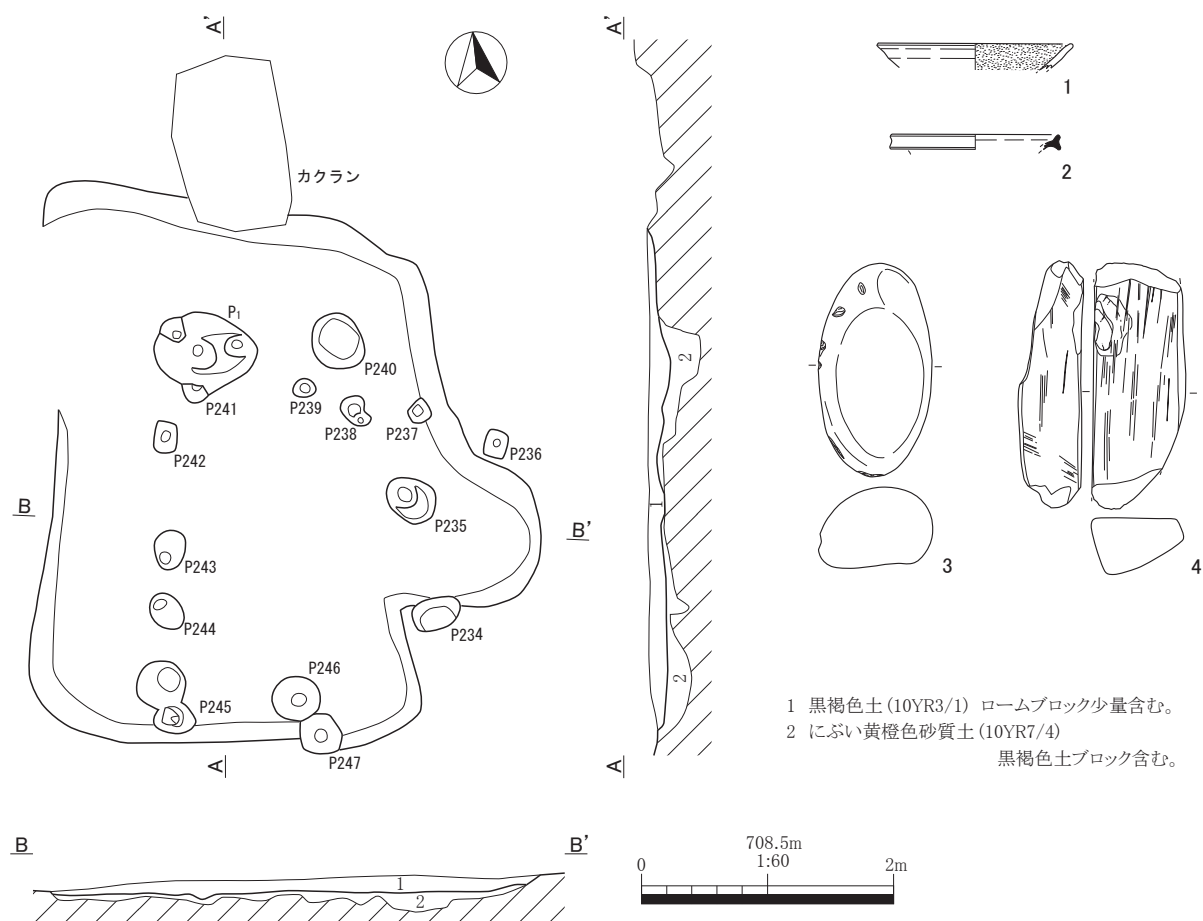 A'
カクラン
P₁
P240
P241
P239
P238
P237
P236
P242
B
P235
B'
P243
P244
P234
P246
P245
P247
A
A'
2
2
A
1
2
3
4
1 黒褐色土(10YR3/1) ロームブロック少量含む。
2 にぶい黄橙色砂質土(10YR7/4)
黒褐色土ブロック含む。
B
B'
1
2
708.5m
1:60
0
2m